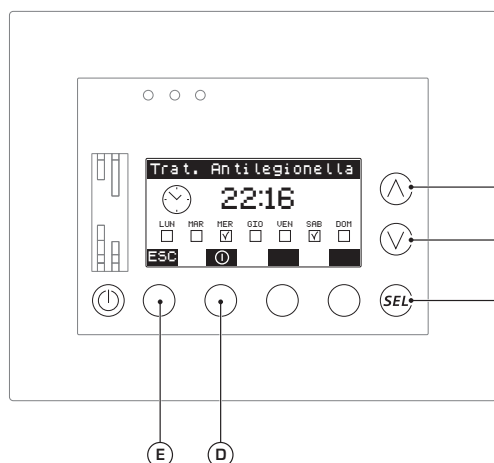 Trat. Antilegionella
22:16
LUN MAR MER GIO VEN SAB DOM
ESC
SEL
E D